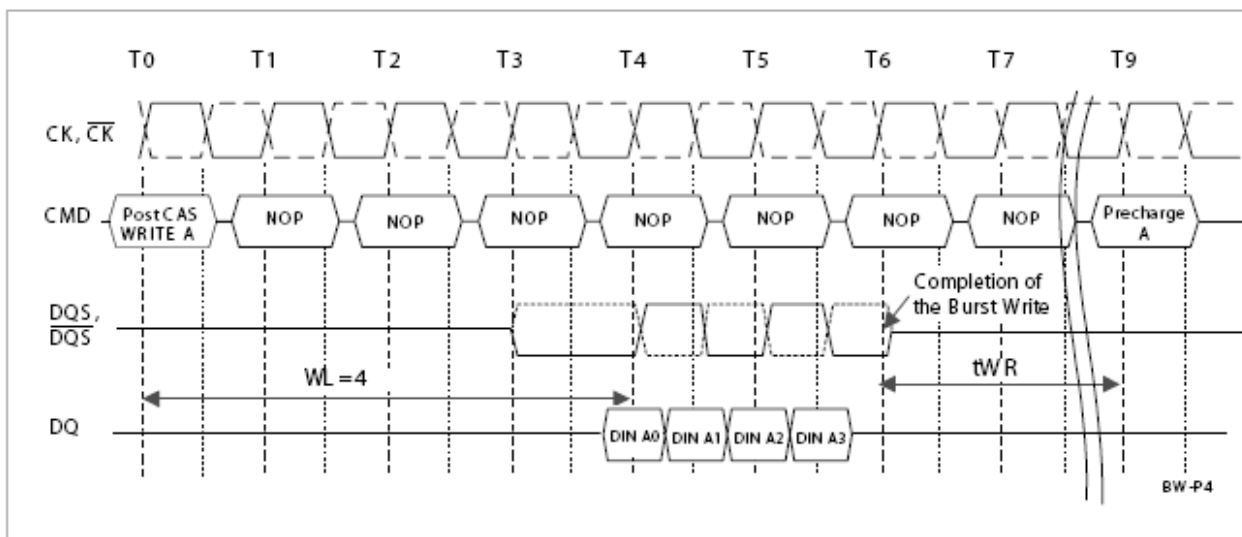 T0 T1 T2 T3 T4 T5 T6 T7 T9
CK, CK
CMD PostCAS WRITE A NOP NOP NOP NOP NOP NOP NOP Precharge A
Completion of
the Burst Write
DQS,
DQS
WL=4 tWR
DQ DIN A0 DIN A1 DIN A2 DIN A3
BW-P4